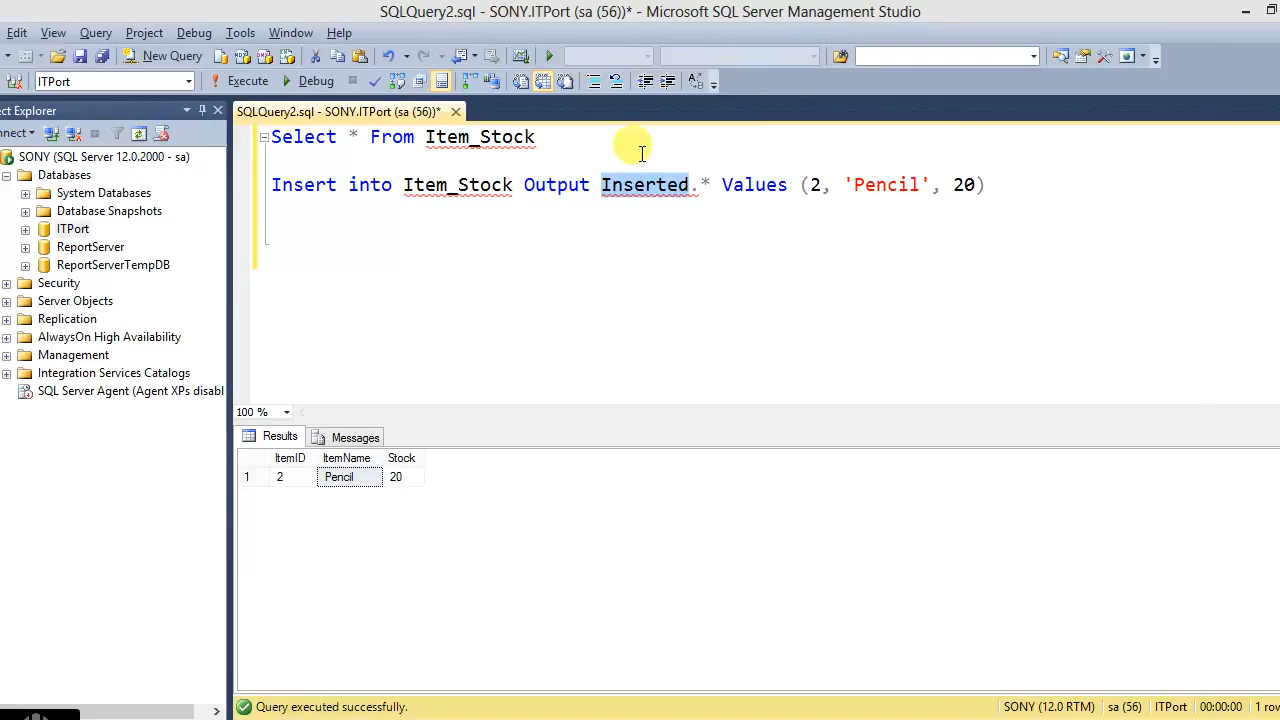 SQLQuery2.sql - SONY.ITPort (sa (56))* - Microsoft SQL Server Management Studio
Edit View Query Project Debug Tools Window Help
New Query
ITPort Execute Debug
ect Explorer
SQLQuery2.sql - SONY.ITPort (sa (56))*
nnect
SONY (SQL Server 12.0.2000 - sa)
Databases
System Databases
Database Snapshots
ITPort
ReportServer
ReportServerTempDB
Security
Server Objects
Replication
AlwaysOn High Availability
Management
Integration Services Catalogs
SQL Server Agent (Agent XPs disabl
Select * From Item_Stock
Insert into Item_Stock Output Inserted.* Values (2, 'Pencil', 20)
100 %
Results Messages
ItemID ItemName Stock
1 2 Pencil 20
Query executed successfully. SONY (12.0 RTM) sa (56) ITPort 00:00:00 1 rov